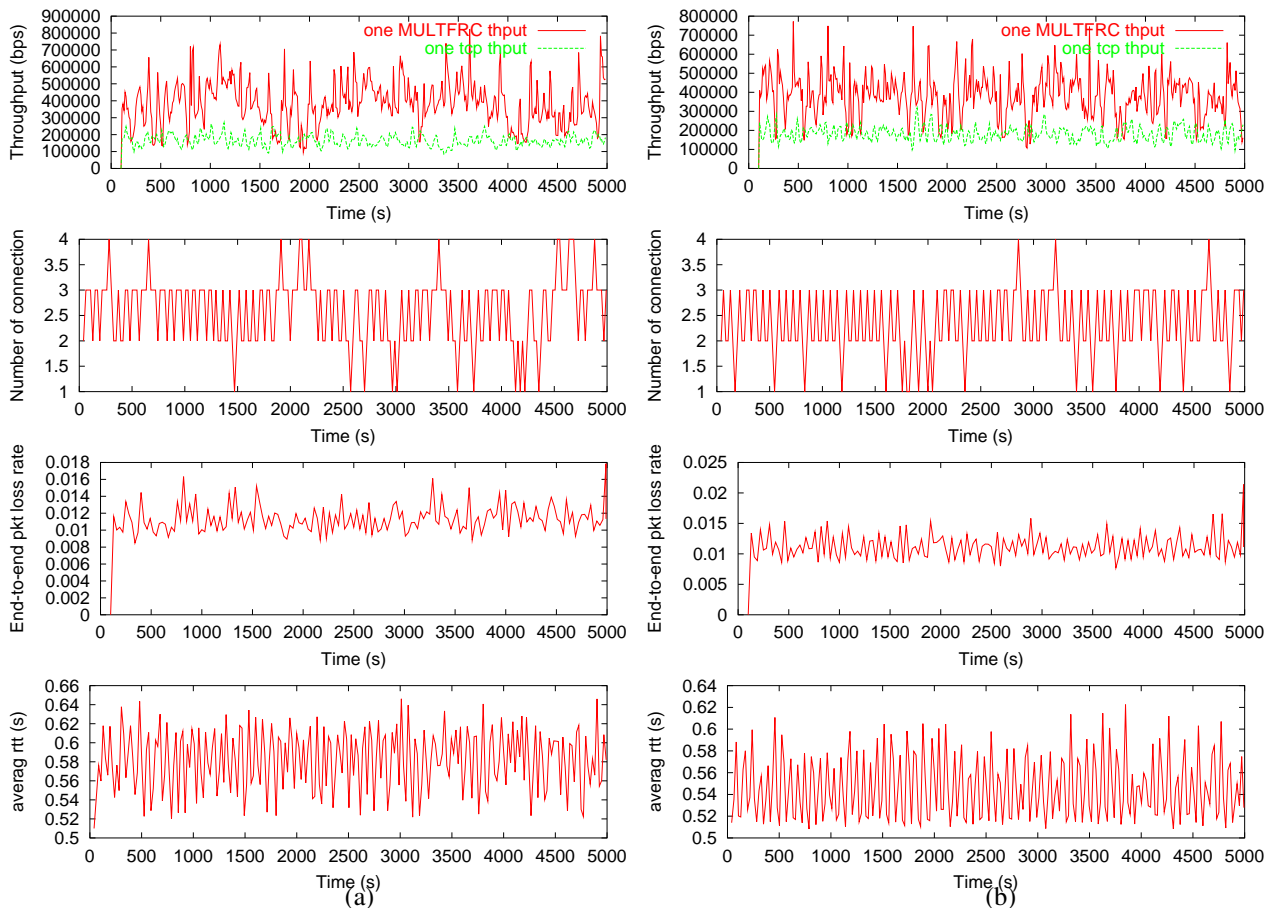 900000
800000
700000
600000
500000
400000
300000
200000
100000
0
Throughput (bps)
one MULTFRC thput
one tcp thput
0 500 1000 1500 2000 2500 3000 3500 4000 4500 5000
Time (s)
4
3.5
3
2.5
2
1.5
1
Number of connection
0 500 1000 1500 2000 2500 3000 3500 4000 4500 5000
Time (s)
0.018
0.016
0.014
0.012
0.01
0.008
0.006
0.004
0.002
0
End-to-end pkt loss rate
0 500 1000 1500 2000 2500 3000 3500 4000 4500 5000
Time (s)
0.66
0.64
0.62
0.6
0.58
0.56
0.54
0.52
0.5
averag rtt (s)
0 500 1000 1500 2000 2500 3000 3500 4000 4500 5000
Time (s)
(a)
800000
700000
600000
500000
400000
300000
200000
100000
0
Throughput (bps)
one MULTFRC thput
one tcp thput
0 500 1000 1500 2000 2500 3000 3500 4000 4500 5000
Time (s)
4
3.5
3
2.5
2
1.5
1
Number of connection
0 500 1000 1500 2000 2500 3000 3500 4000 4500 5000
Time (s)
0.025
0.02
0.015
0.01
0.005
0
End-to-end pkt loss rate
0 500 1000 1500 2000 2500 3000 3500 4000 4500 5000
Time (s)
0.64
0.62
0.6
0.58
0.56
0.54
0.52
0.5
averag rtt (s)
0 500 1000 1500 2000 2500 3000 3500 4000 4500 5000
Time (s)
(b)